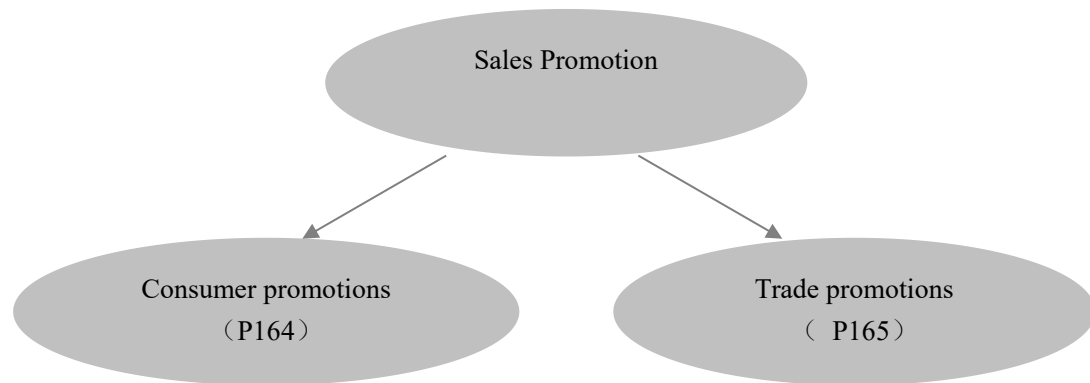 Sales Promotion
Consumer promotions
（P164）
Trade promotions
（ P165）